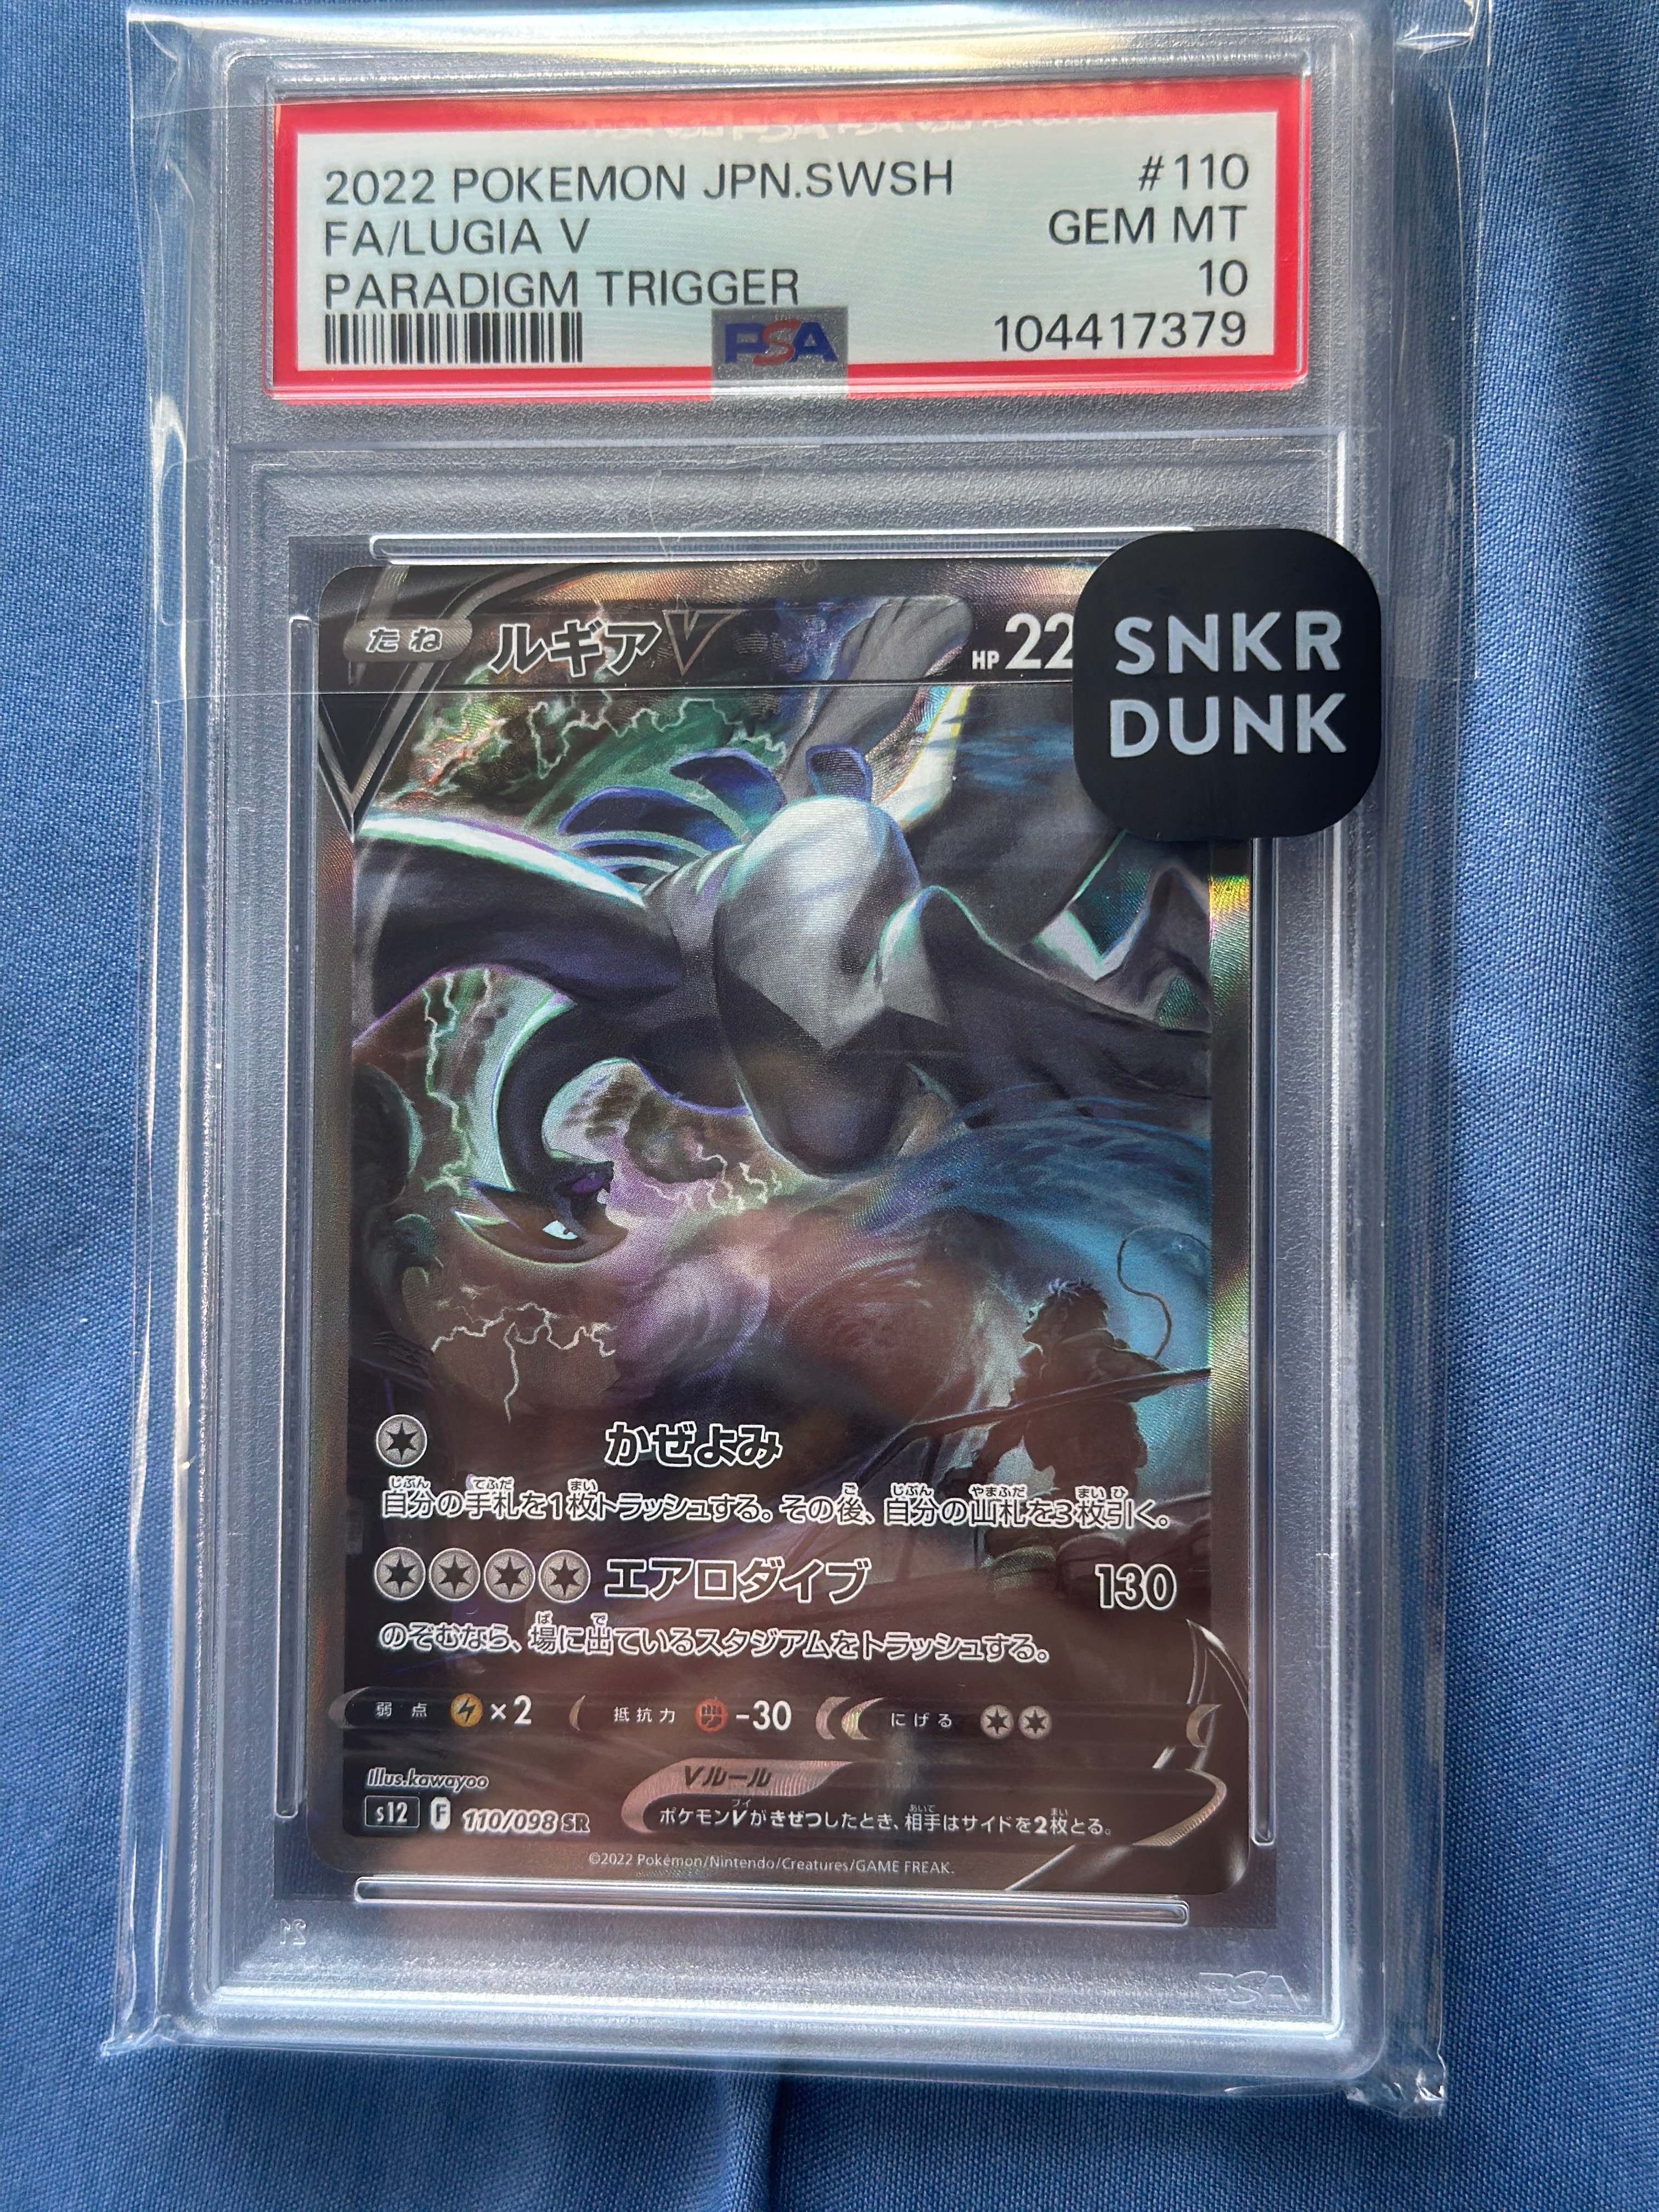 2022 POKEMON JPN.SWSH #110
FA/LUGIA V GEM MT
PARADIGM TRIGGER 10
PSA 104417379
たね ルギアV HP 22
SNKR
DUNK
かぜよみ
自分の手札を1枚トラッシュする。その後、自分の山札を3枚引く。
エアロダイブ 130
のぞむなら、場に出ているスタジアムをトラッシュする。
弱点 ×2 抵抗力 -30 にげる
Illus.kawayoo
Vルール
s12 F 110/098 SR
ポケモンVがきぜつしたとき、相手はサイドを2枚とる。
©2022 Pokémon/Nintendo/Creatures/GAME FREAK.
PSA